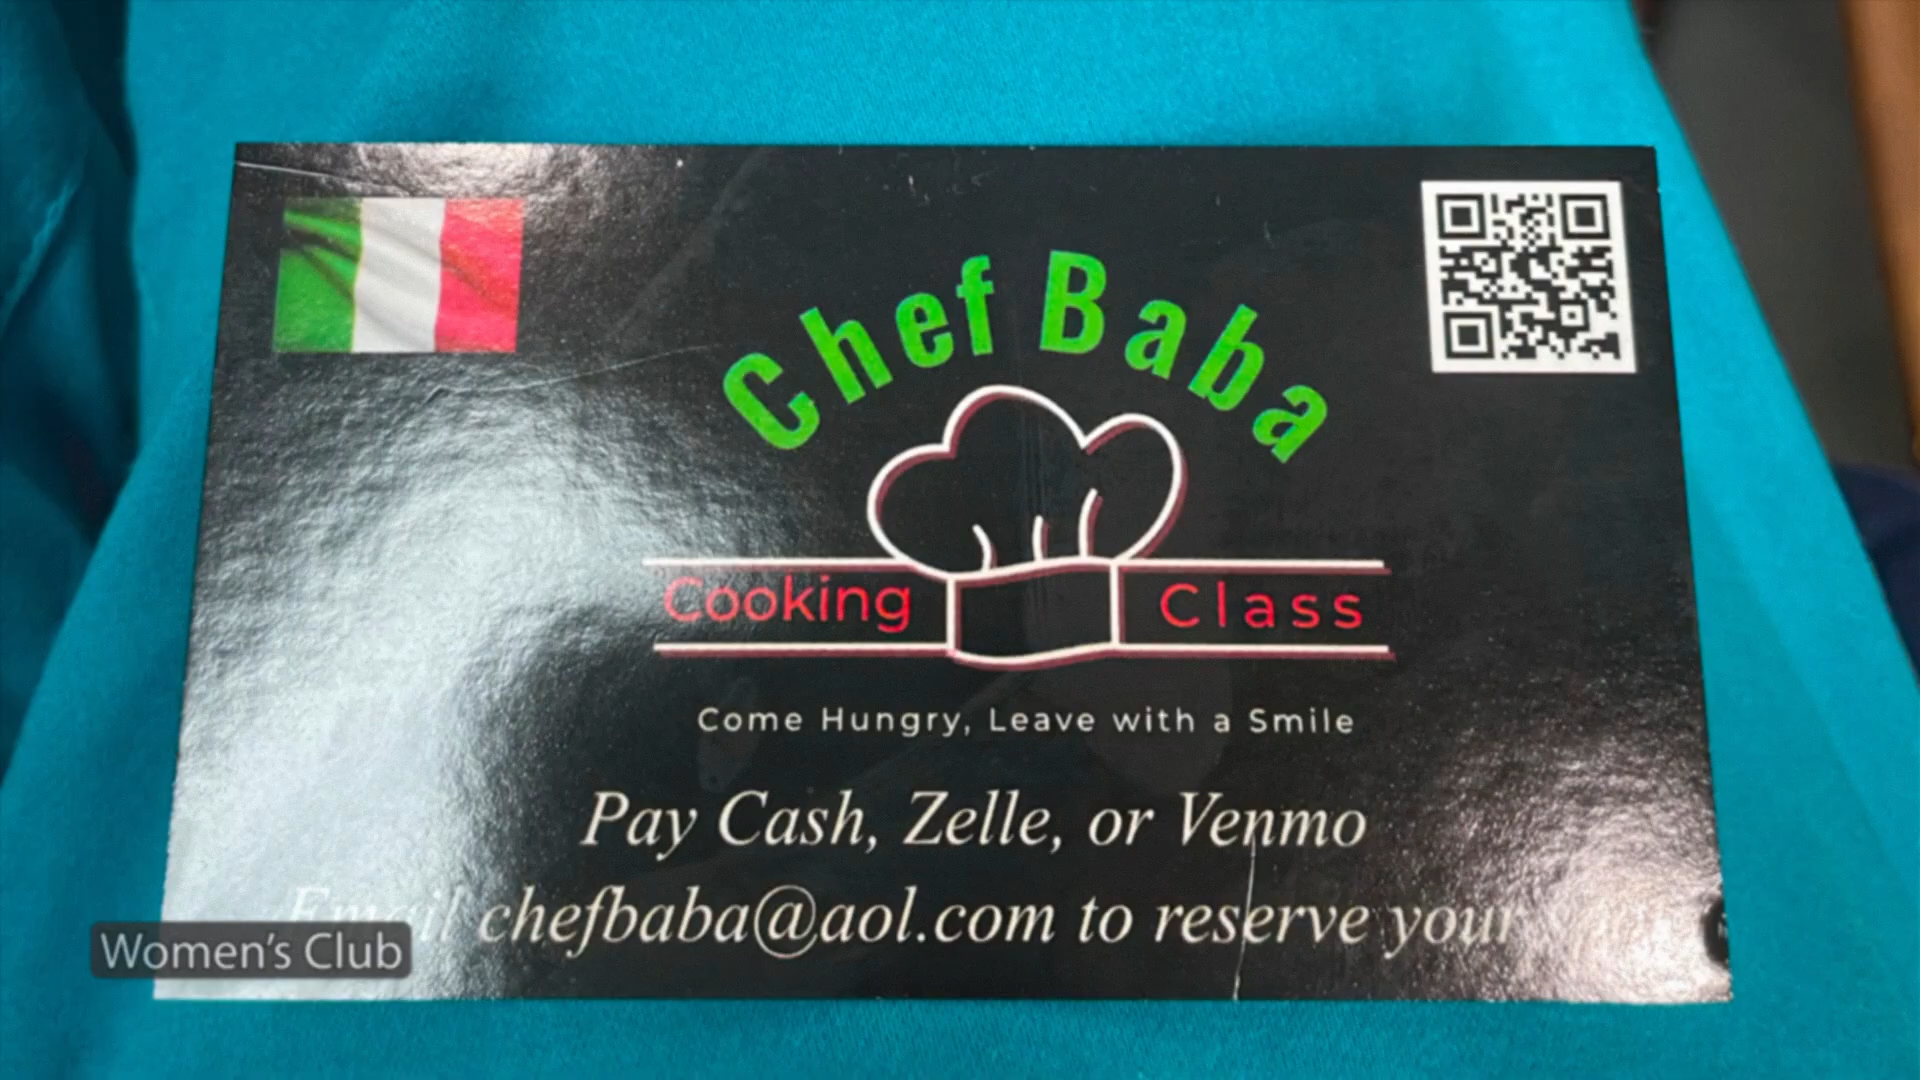 Chef Baba
Cooking Class
Come Hungry, Leave with a Smile
Pay Cash, Zelle, or Venmo
Email chefbaba@aol.com to reserve your
Women's Club